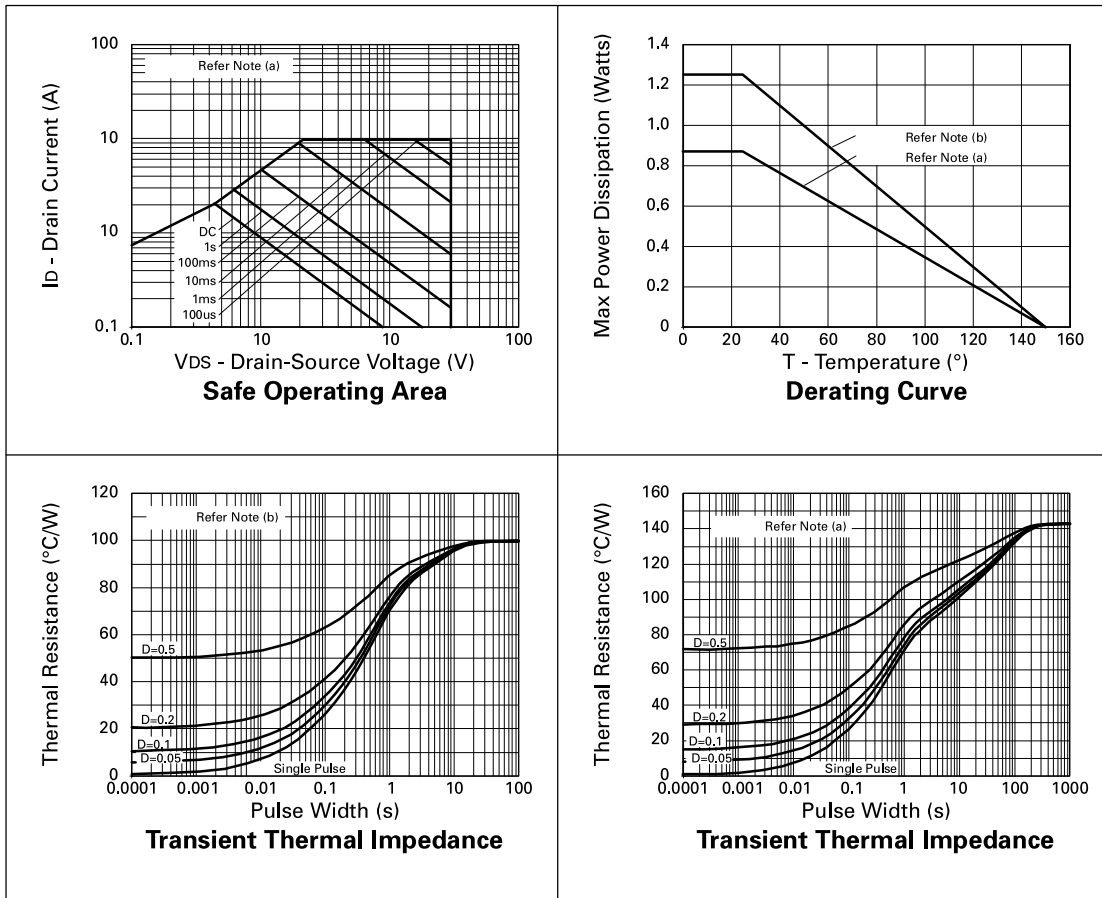 ID - Drain Current (A)
100
10
10
0.1
Refer Note (a)
DC
1s
100ms
10ms
1ms
100us
0.1
10
10
100
VDS - Drain-Source Voltage (V)
Safe Operating Area
Max Power Dissipation (Watts)
1.4
1.2
1.0
0.8
0.6
0.4
0.2
0
Refer Note (b)
Refer Note (a)
0
20
40
60
80
100
120
140
160
T - Temperature (°)
Derating Curve
Thermal Resistance (°C/W)
120
100
80
60
40
20
0
Refer Note (b)
D=0.5
D=0.2
D=0.1
D=0.05
Single Pulse
0.0001
0.001
0.01
0.1
1
10
100
Pulse Width (s)
Transient Thermal Impedance
Thermal Resistance (°C/W)
160
140
120
100
80
60
40
20
0
Refer Note (a)
D=0.5
D=0.2
D=0.1
D=0.05
Single Pulse
0.0001
0.001
0.01
0.1
1
10
100
1000
Pulse Width (s)
Transient Thermal Impedance